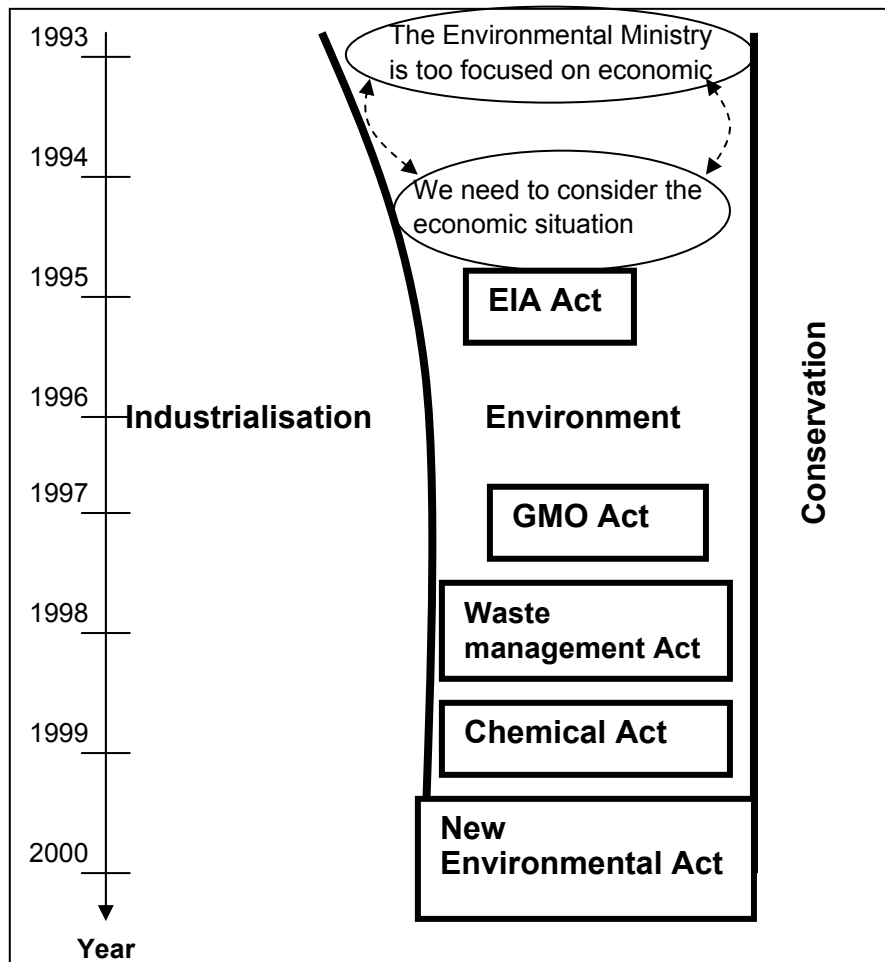 1993
The Environmental Ministry
is too focused on economic
1994
We need to consider the
economic situation
1995
EIA Act
1996
Industrialisation
Environment
Conservation
1997
GMO Act
1998
Waste
management Act
1999
Chemical Act
New
Environmental Act
2000
Year